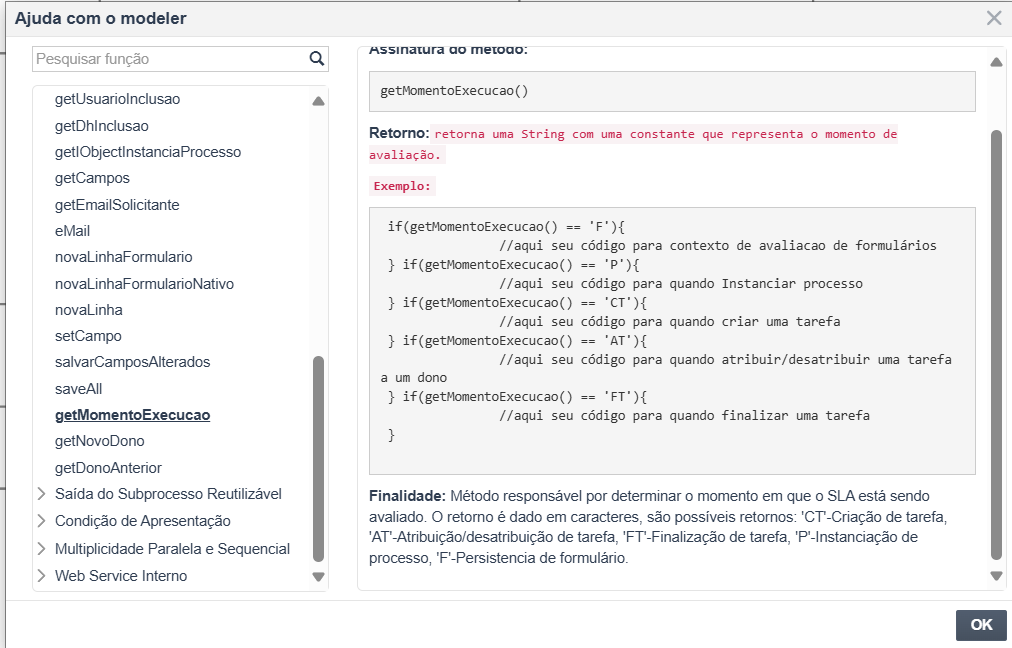 Ajuda com o modeler
Pesquisar função
getUsuarioInclusao
getDhInclusao
getIObjectInstanciaProcesso
getCampos
getEmailSolicitante
eMail
novaLinhaFormulario
novaLinhaFormularioNativo
novaLinha
setCampo
salvarCamposAlterados
saveAll
getMomentoExecucao
getNovoDono
getDonoAnterior
Saída do Subprocesso Reutilizável
Condição de Apresentação
Multiplicidade Paralela e Sequencial
Web Service Interno
Assinatura do método:
getMomentoExecucao()
Retorno: retorna uma String com uma constante que representa o momento de
avaliação.
Exemplo:
if(getMomentoExecucao() == 'F'){
//aqui seu código para contexto de avaliacao de formulários
} if(getMomentoExecucao() == 'P'){
//aqui seu código para quando Instanciar processo
} if(getMomentoExecucao() == 'CT'){
//aqui seu código para quando criar uma tarefa
} if(getMomentoExecucao() == 'AT'){
//aqui seu código para quando atribuir/desatribuir uma tarefa
a um dono
} if(getMomentoExecucao() == 'FT'){
//aqui seu código para quando finalizar uma tarefa
}
Finalidade: Método responsável por determinar o momento em que o SLA está sendo
avaliado. O retorno é dado em caracteres, são possíveis retornos: 'CT'-Criação de tarefa,
'AT'-Atribuição/desatribuição de tarefa, 'FT'-Finalização de tarefa, 'P'-Instanciação de
processo, 'F'-Persistencia de formulário.
OK